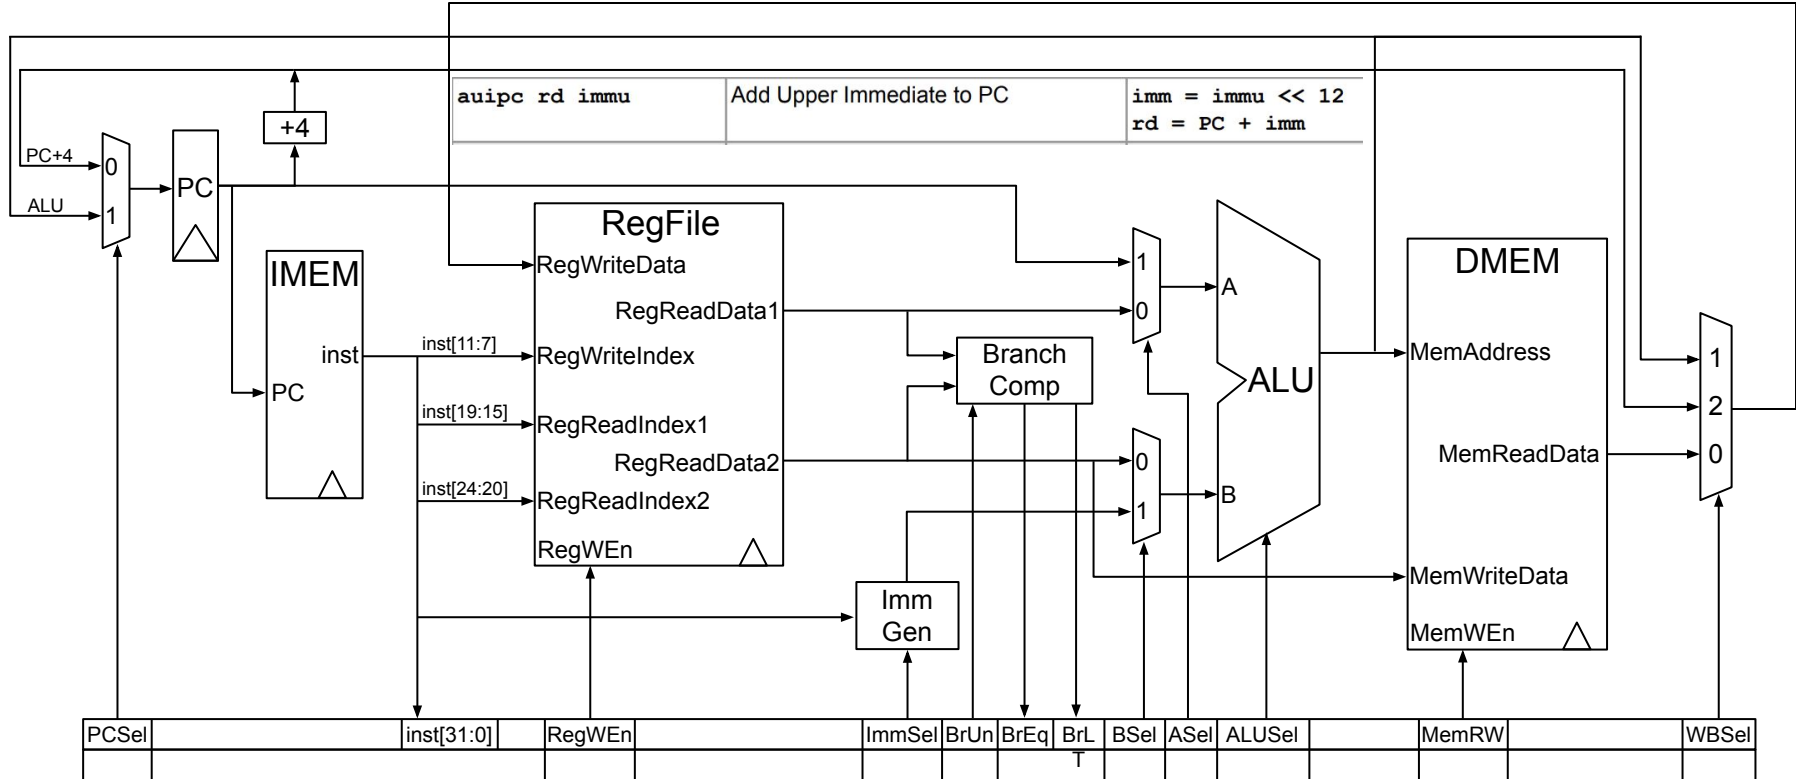 auipc rd immu
Add Upper Immediate to PC
imm = immu << 12
rd = PC + imm
+4
PC+4
0
ALU
1
PC
IMEM
inst
PC
inst[11:7]
inst[19:15]
inst[24:20]
RegFile
RegWriteData
RegReadData1
RegWriteIndex
RegReadIndex1
RegReadData2
RegReadIndex2
RegWEn
Branch
Comp
Imm
Gen
1
0
0
1
A
ALU
B
DMEM
MemAddress
MemReadData
MemWriteData
MemWEn
1
2
0
PCSel
inst[31:0]
RegWEn
ImmSel
BrUn
BrEq
BrL
T
BSel
ASel
ALUSel
MemRW
WBSel